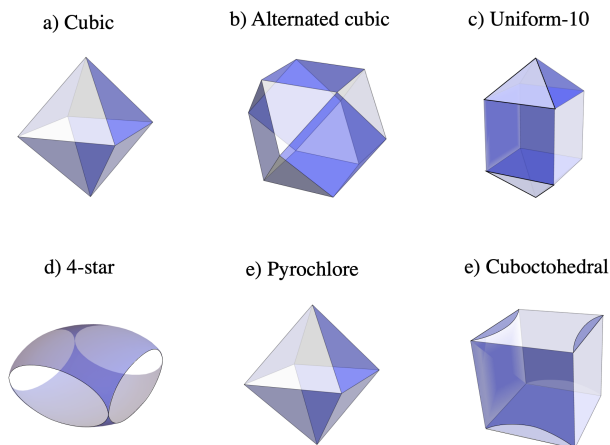 a) Cubic
b) Alternated cubic
c) Uniform-10
d) 4-star
e) Pyrochlore
e) Cuboctohedral